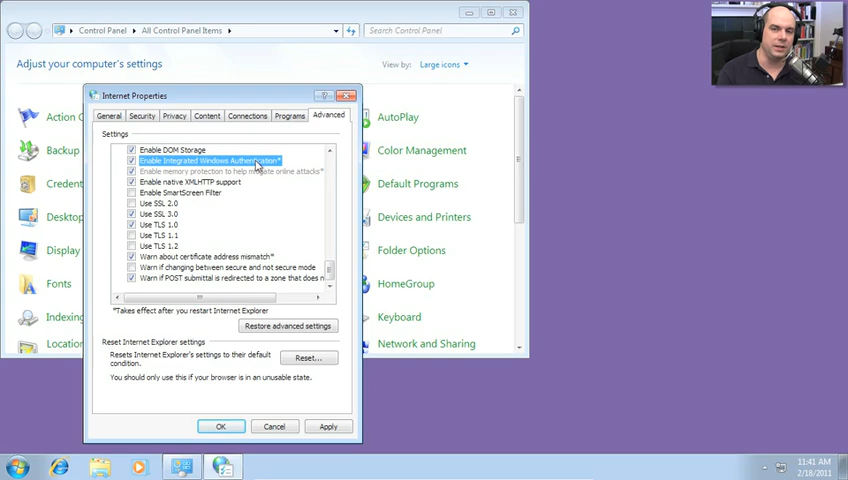 Control Panel
All Control Panel Items
Search Control Panel
Adjust your computer's settings
View by:
Large icons
Action
AutoPlay
Backup
Color Management
Creden
Default Programs
Desktop
Devices and Printers
Display
Folder Options
HomeGroup
Indexing
Keyboard
Locatio
Mouse and Sound
Internet Properties
General
Security
Privacy
Content
Connections
Programs
Advanced
Settings
Enable DOM Storage
Enable Integrated Windows Authentication*
Enable memory protection to help mitigate online attacks*
Enable native XMLHTTP support
Enable SmartScreen Filter
Use SSL 2.0
Use SSL 3.0
Use TLS 1.0
Use TLS 1.1
Use TLS 1.2
Warn about certificate address mismatch*
Warn if changing between secure and not secure mode
Warn if POST submittal is redirected to a zone that does n
*Takes effect after you restart Internet Explorer
Restore advanced settings
Reset Internet Explorer settings
Resets Internet Explorer's settings to their default
condition.
Reset...
You should only use this if your browser is in an unusable state.
OK
Cancel
Apply
11:41 AM
2/18/2011